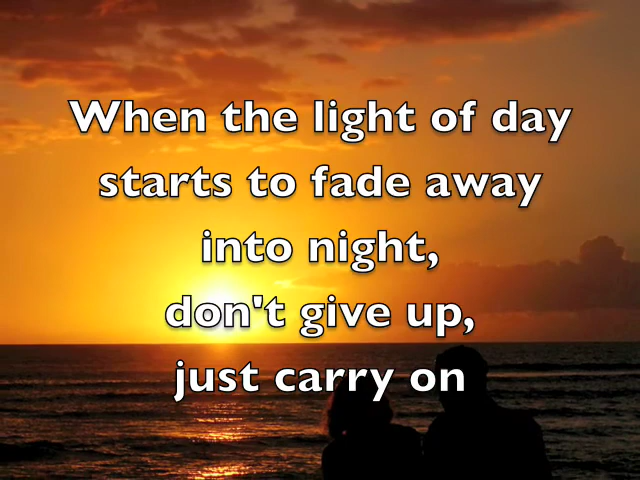 When the light of day
starts to fade away
into night,
don't give up,
just carry on